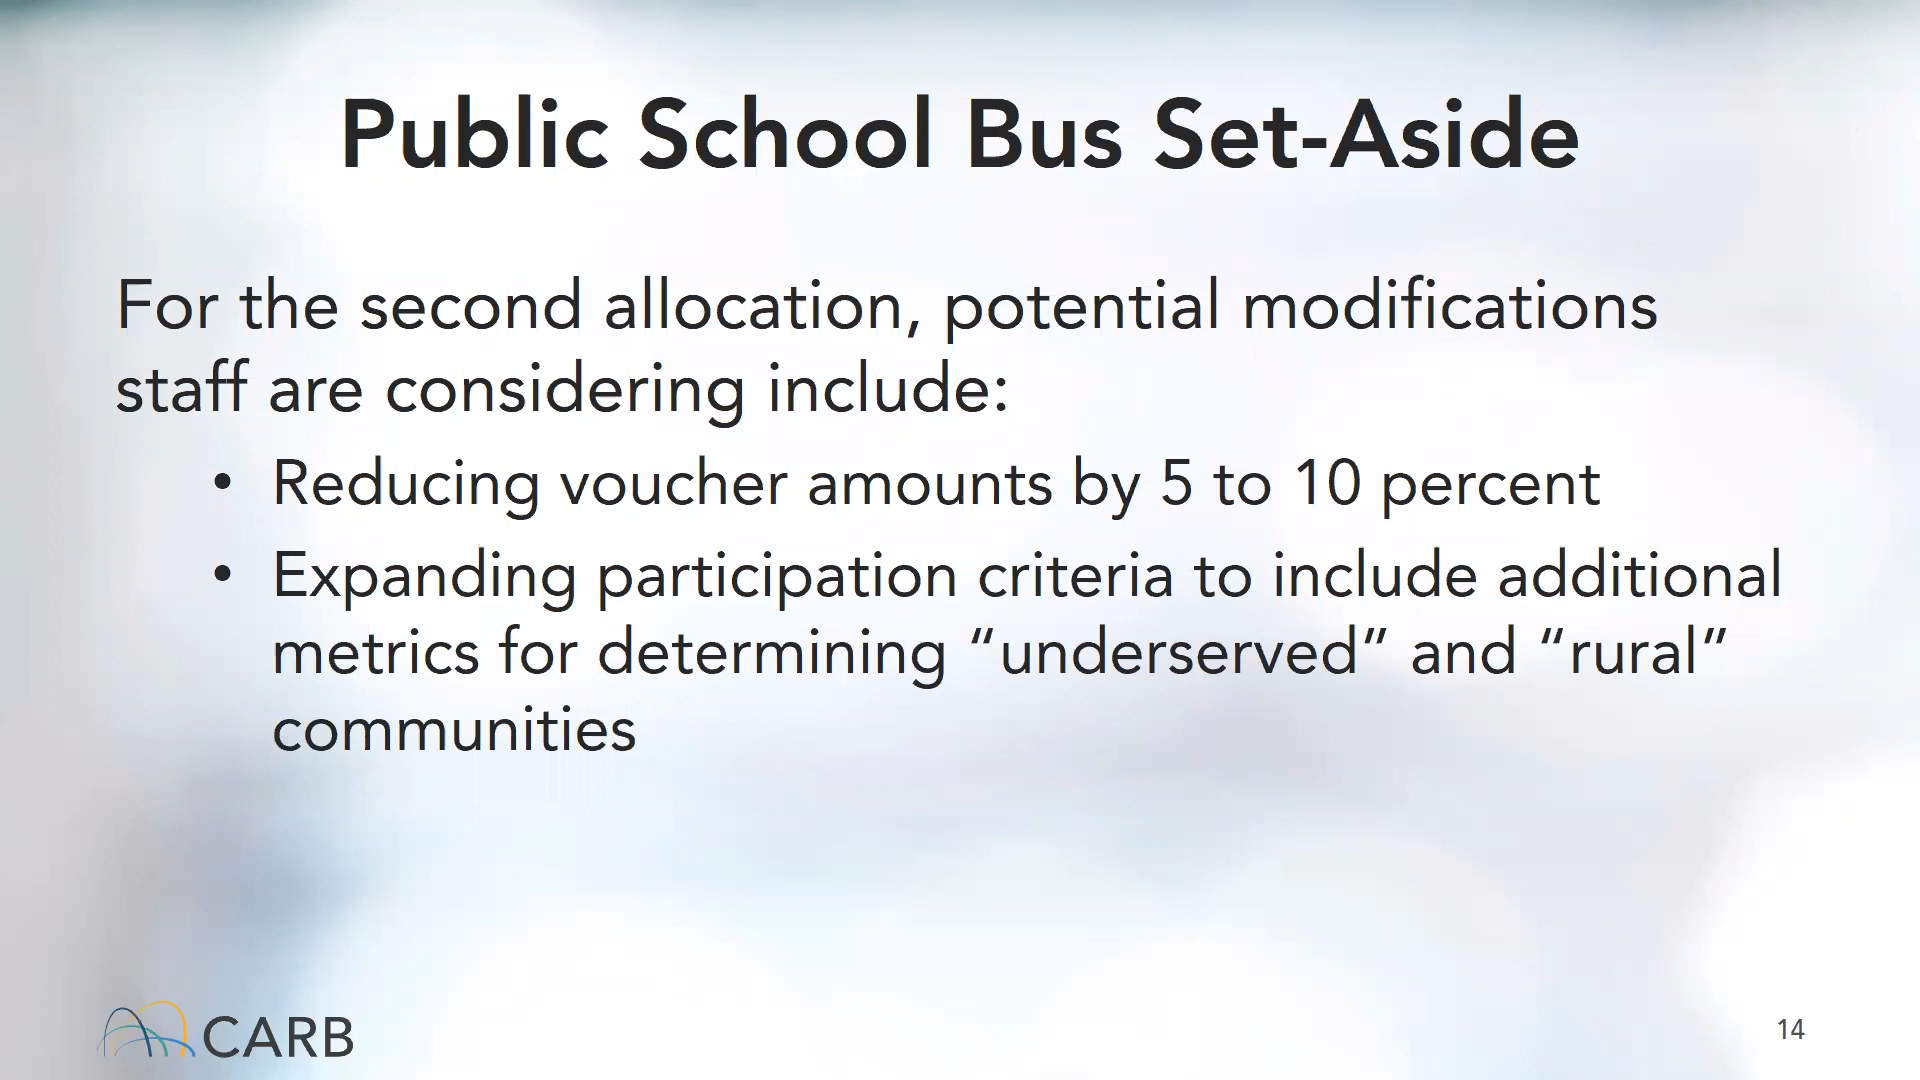 Public School Bus Set-Aside
For the second allocation, potential modifications
staff are considering include:
• Reducing voucher amounts by 5 to 10 percent
• Expanding participation criteria to include additional
metrics for determining “underserved” and “rural”
communities
CARB
14